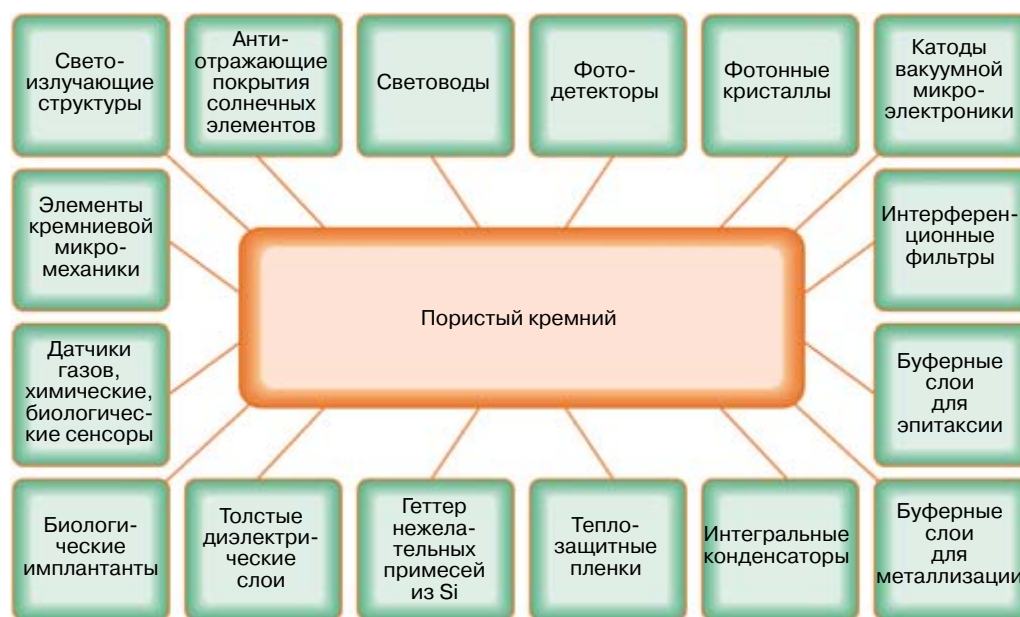 Свето-
излучающие
структуры
Анти-
отражающие
покрытия
солнечных
элементов
Световоды
Фото-
детекторы
Фотонные
кристаллы
Катоды
вакуумной
микро-
электроники
Элементы
кремниевой
микро-
механики
Интерферен-
ционные
фильтры
Пористый кремний
Датчики
газов,
химические,
биологичес-
кие сенсоры
Буферные
слои
для
эпитаксии
Биологи-
ческие
имплантанты
Толстые
диэлектри-
ческие
слои
Геттер
нежела-
тельных
примесей
из Si
Тепло-
защитные
пленки
Интегральные
конденсаторы
Буферные
слои
для
металлизации